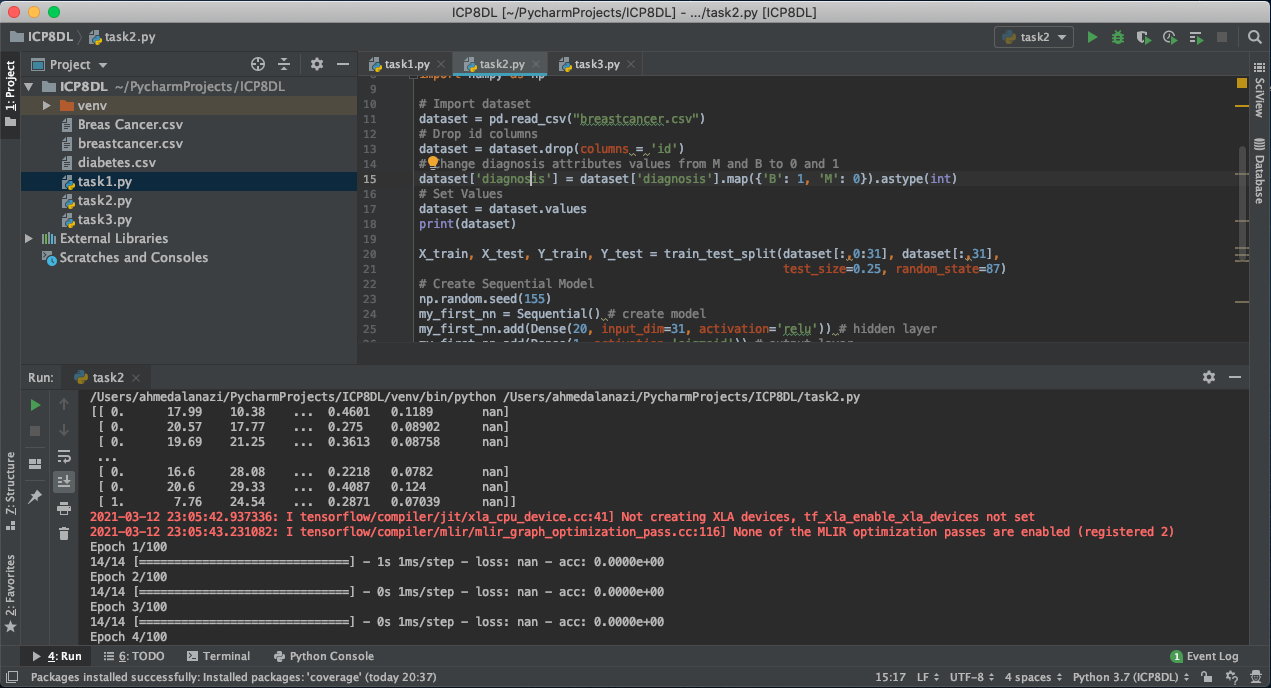 ICP8DL [~/PycharmProjects/ICP8DL] - .../task2.py [ICP8DL]
ICP8DL
task2.py
task2
Project
task1.py
task2.py
task3.py
1: Project
ICP8DL ~/PycharmProjects/ICP8DL
venv
Breas Cancer.csv
breastcancer.csv
diabetes.csv
task1.py
task2.py
task3.py
External Libraries
Scratches and Consoles
9
10 # Import dataset
11 dataset = pd.read_csv("breastcancer.csv")
12 # Drop id columns
13 dataset = dataset.drop(columns = 'id')
14 # Change diagnosis attributes values from M and B to 0 and 1
15 dataset['diagnosis'] = dataset['diagnosis'].map({'B': 1, 'M': 0}).astype(int)
16 # Set Values
17 dataset = dataset.values
18 print(dataset)
19
20 X_train, X_test, Y_train, Y_test = train_test_split(dataset[:,0:31], dataset[:,31],
21 test_size=0.25, random_state=87)
22 # Create Sequential Model
23 np.random.seed(155)
24 my_first_nn = Sequential() # create model
25 my_first_nn.add(Dense(20, input_dim=31, activation='relu')) # hidden layer
SciView
Database
Run: task2
/Users/ahmedalanazi/PycharmProjects/ICP8DL/venv/bin/python /Users/ahmedalanazi/PycharmProjects/ICP8DL/task2.py
[[ 0. 17.99 10.38 ... 0.4601 0.1189 nan]
[ 0. 20.57 17.77 ... 0.275 0.08902 nan]
[ 0. 19.69 21.25 ... 0.3613 0.08758 nan]
...
[ 0. 16.6 28.08 ... 0.2218 0.0782 nan]
[ 0. 20.6 29.33 ... 0.4087 0.124 nan]
[ 1. 7.76 24.54 ... 0.2871 0.07039 nan]]
2021-03-12 23:05:42.937336: I tensorflow/compiler/jit/xla_cpu_device.cc:41] Not creating XLA devices, tf_xla_enable_xla_devices not set
2021-03-12 23:05:43.231082: I tensorflow/compiler/mlir/mlir_graph_optimization_pass.cc:116] None of the MLIR optimization passes are enabled (registered 2)
Epoch 1/100
14/14 [==============================] - 1s 1ms/step - loss: nan - acc: 0.0000e+00
Epoch 2/100
14/14 [==============================] - 0s 1ms/step - loss: nan - acc: 0.0000e+00
Epoch 3/100
14/14 [==============================] - 0s 1ms/step - loss: nan - acc: 0.0000e+00
Epoch 4/100
Z: Structure
2: Favorites
4: Run
6: TODO
Terminal
Python Console
1 Event Log
Packages installed successfully: Installed packages: 'coverage' (today 20:37)
15:17 LF UTF-8 4 spaces Python 3.7 (ICP8DL)